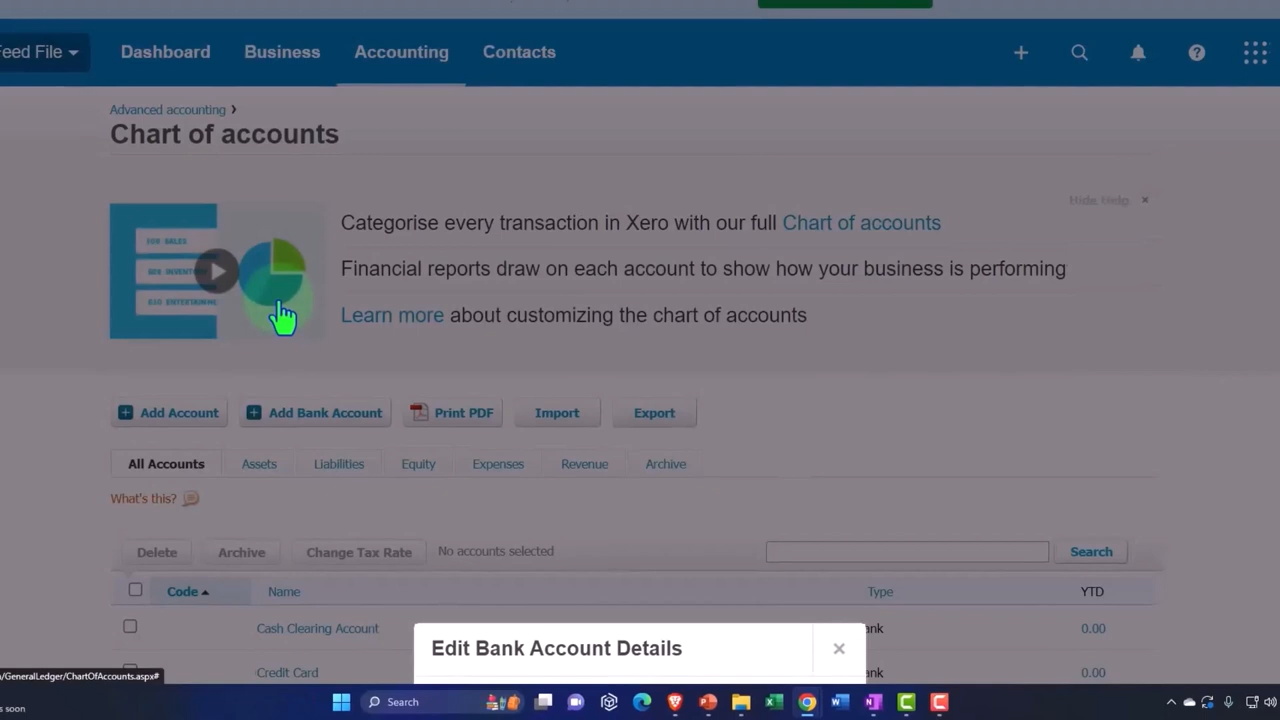 Feed File Dashboard Business Accounting Contacts
Advanced accounting ›
Chart of accounts
Hide Help ×
Categorise every transaction in Xero with our full Chart of accounts
Financial reports draw on each account to show how your business is performing
Learn more about customizing the chart of accounts
Add Account Add Bank Account Print PDF Import Export
All Accounts Assets Liabilities Equity Expenses Revenue Archive
What's this?
Delete Archive Change Tax Rate No accounts selected Search
Code Name Type YTD
Cash Clearing Account ank 0.00
Edit Bank Account Details ×
Credit Card ank 0.00
/GeneralLedger/ChartOfAccounts.aspx#
s soon Search